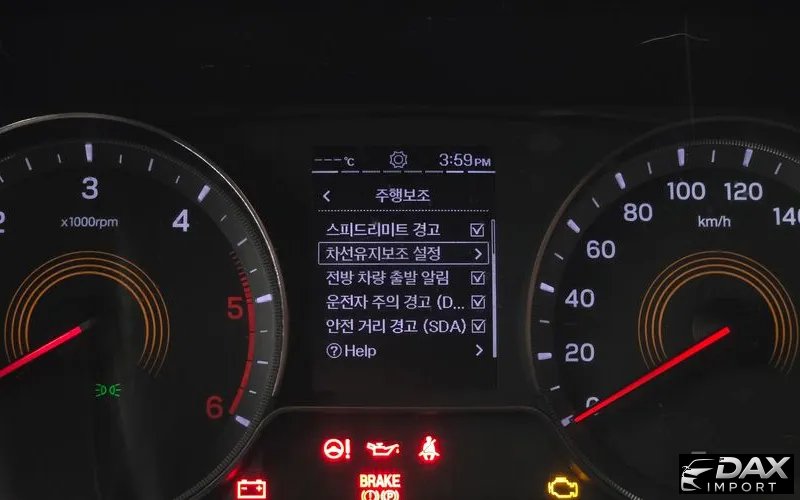 ---°C 3:59PM
< 주행보조
스피드리미트 경고
차선유지보조 설정 >
전방 차량 출발 알림
운전자 주의 경고 (D...
안전 거리 경고 (SDA)
? Help >
2 3 4 5 6
x1000rpm
0 20 40 60 80 100 120 140
km/h
BRAKE
(!) (P)
DAX
IMPORT